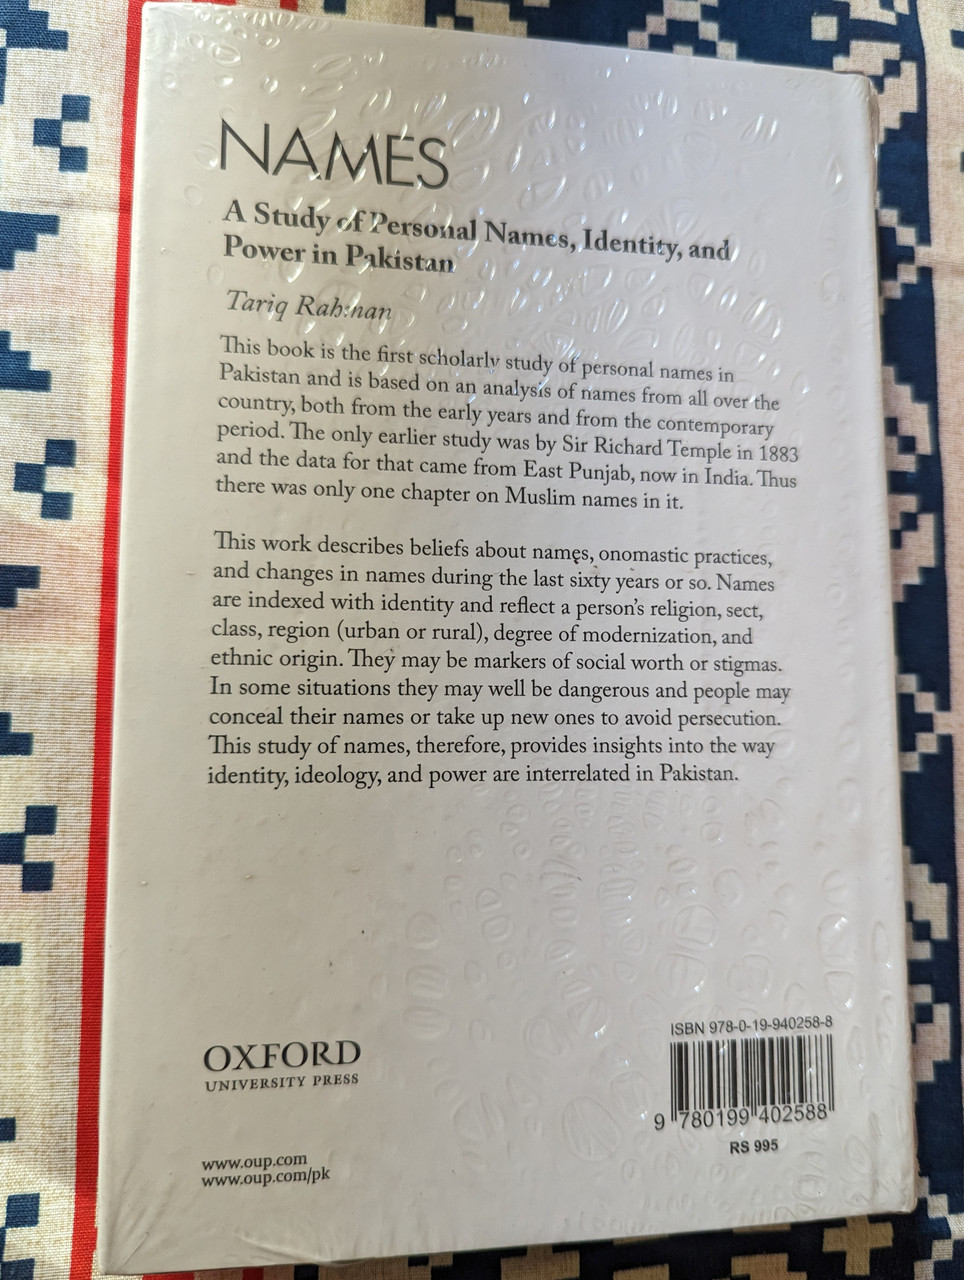 NAMES
A Study of Personal Names, Identity, and
Power in Pakistan
Tariq Rahman
This book is the first scholarly study of personal names in
Pakistan and is based on an analysis of names from all over the
country, both from the early years and from the contemporary
period. The only earlier study was by Sir Richard Temple in 1883
and the data for that came from East Punjab, now in India. Thus
there was only one chapter on Muslim names in it.
This work describes beliefs about names, onomastic practices,
and changes in names during the last sixty years or so. Names
are indexed with identity and reflect a person's religion, sect,
class, region (urban or rural), degree of modernization, and
ethnic origin. They may be markers of social worth or stigmas.
In some situations they may well be dangerous and people may
conceal their names or take up new ones to avoid persecution.
This study of names, therefore, provides insights into the way
identity, ideology, and power are interrelated in Pakistan.
OXFORD
UNIVERSITY PRESS
www.oup.com
www.oup.com/pk
ISBN 978-0-19-940258-8
9 780199 402588
RS 995